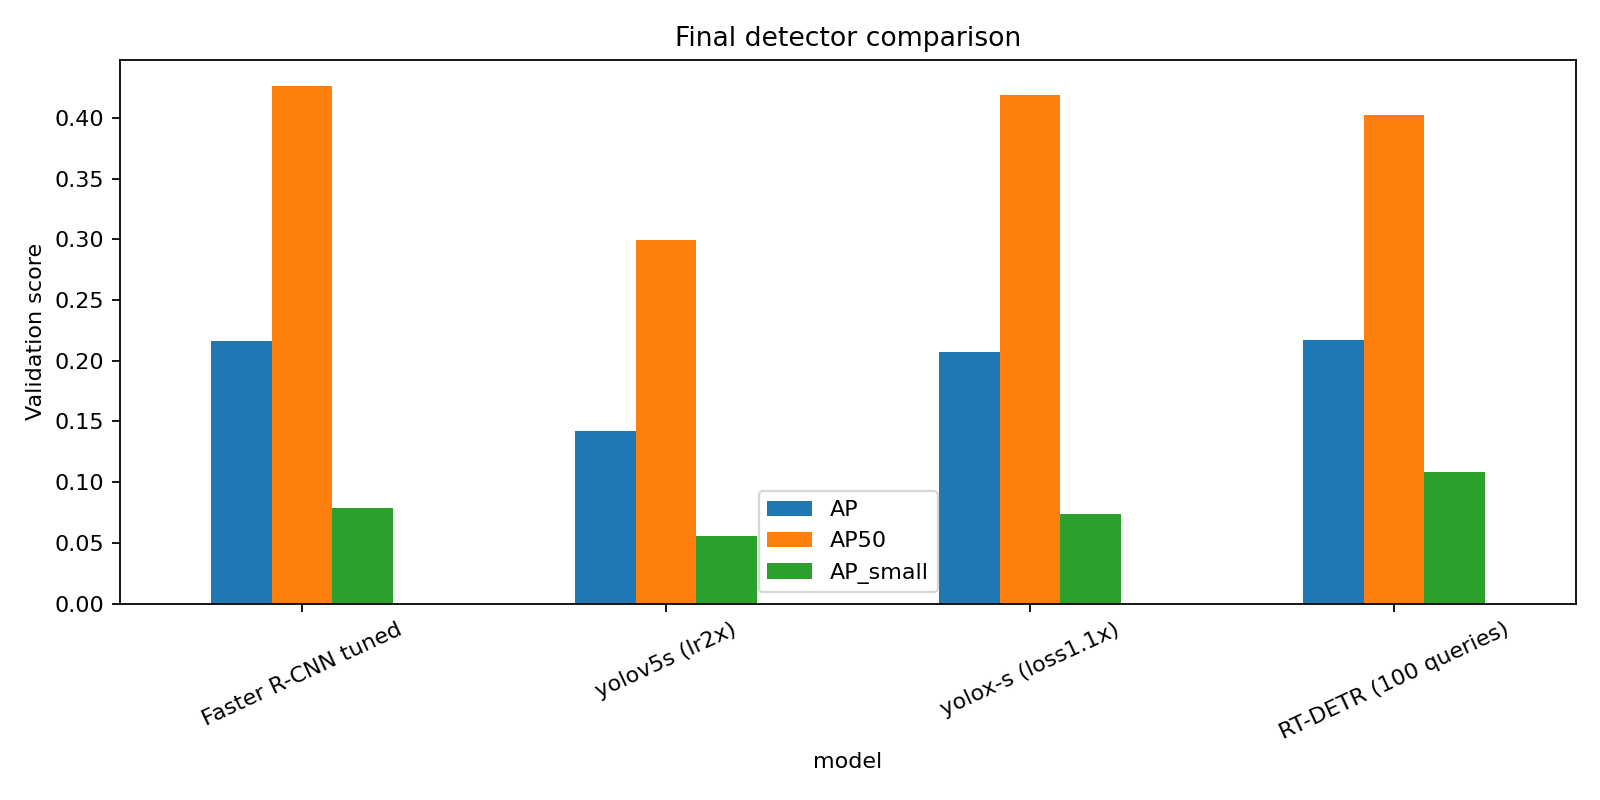 Final detector comparison
Validation score
0.40
0.35
0.30
0.25
0.20
0.15
0.10
0.05
0.00
AP
AP50
AP_small
Faster R-CNN tuned
yolov5s (lr2x)
yolox-s (loss1.1x)
RT-DETR (100 queries)
model